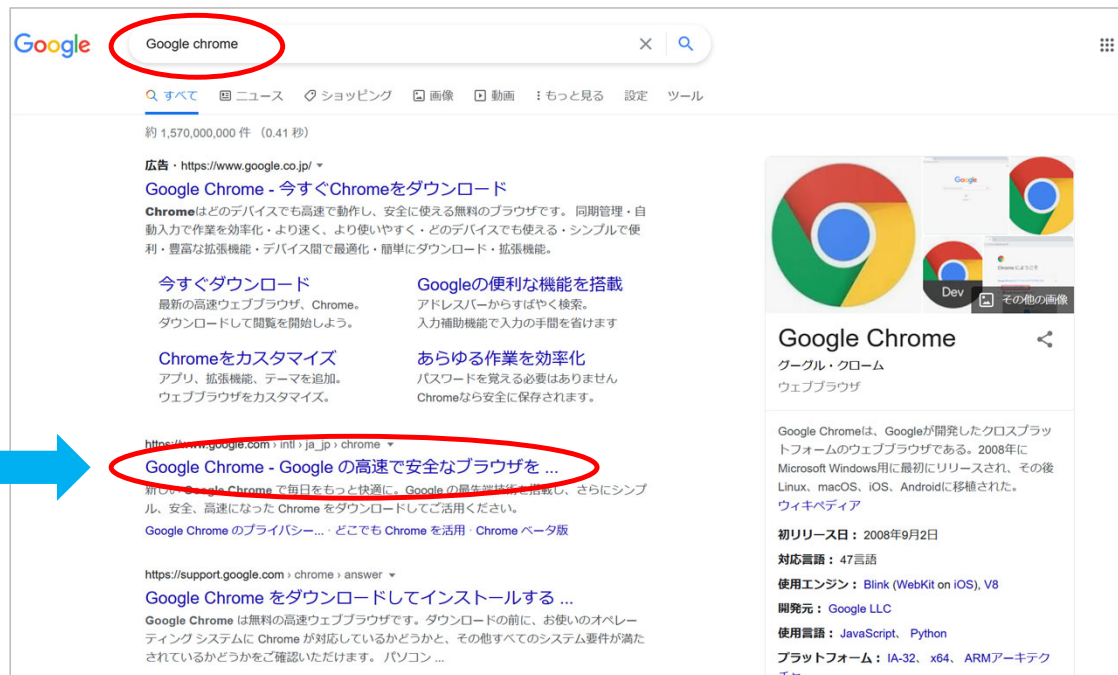 Google
Google chrome
すべて ニュース ショッピング 画像 動画 もっと見る 設定 ツール
約 1,570,000,000 件 （0.41 秒）
広告・https://www.google.co.jp/
Google Chrome - 今すぐChromeをダウンロード
Chromeはどのデバイスでも高速で動作し、安全に使える無料のブラウザです。 同期管理・自
動入力で作業を効率化・より速く、より使いやすく・どのデバイスでも使える・シンプルで便
利・豊富な拡張機能・デバイス間で最適化・簡単にダウンロード・拡張機能。
今すぐダウンロード
最新の高速ウェブブラウザ、Chrome。
ダウンロードして閲覧を開始しよう。
Googleの便利な機能を搭載
アドレスバーからすばやく検索。
入力補助機能で入力の手間を省けます
Chromeをカスタマイズ
アプリ、拡張機能、テーマを追加。
ウェブブラウザをカスタマイズ。
あらゆる作業を効率化
パスワードを覚える必要はありません
Chromeなら安全に保存されます。
https://www.google.com › intl › ja_jp › chrome
Google Chrome - Google の高速で安全なブラウザを ...
新しい Google Chrome で毎日をもっと快適に。Google の最先端技術を搭載し、さらにシンプ
ル、安全、高速になった Chrome をダウンロードしてご活用ください。
Google Chrome のプライバシー... · どこでも Chrome を活用 · Chrome ベータ版
https://support.google.com › chrome › answer
Google Chrome をダウンロードしてインストールする ...
Google Chrome は無料の高速ウェブブラウザです。ダウンロードの前に、お使いのオペレー
ティング システムに Chrome が対応しているかどうかと、その他すべてのシステム要件が満た
されているかどうかをご確認いただけます。 パソコン ...
Google
Dev
その他の画像
Google Chrome
グーグル・クローム
ウェブブラウザ
Google Chromeは、Googleが開発したクロスプラッ
トフォームのウェブブラウザである。2008年に
Microsoft Windows用に最初にリリースされ、その後
Linux、macOS、iOS、Androidに移植された。
ウィキペディア
初リリース日： 2008年9月2日
対応言語： 47言語
使用エンジン： Blink (WebKit on iOS), V8
開発元： Google LLC
使用言語： JavaScript、 Python
プラットフォーム： IA-32、 x64、 ARMアーキテク